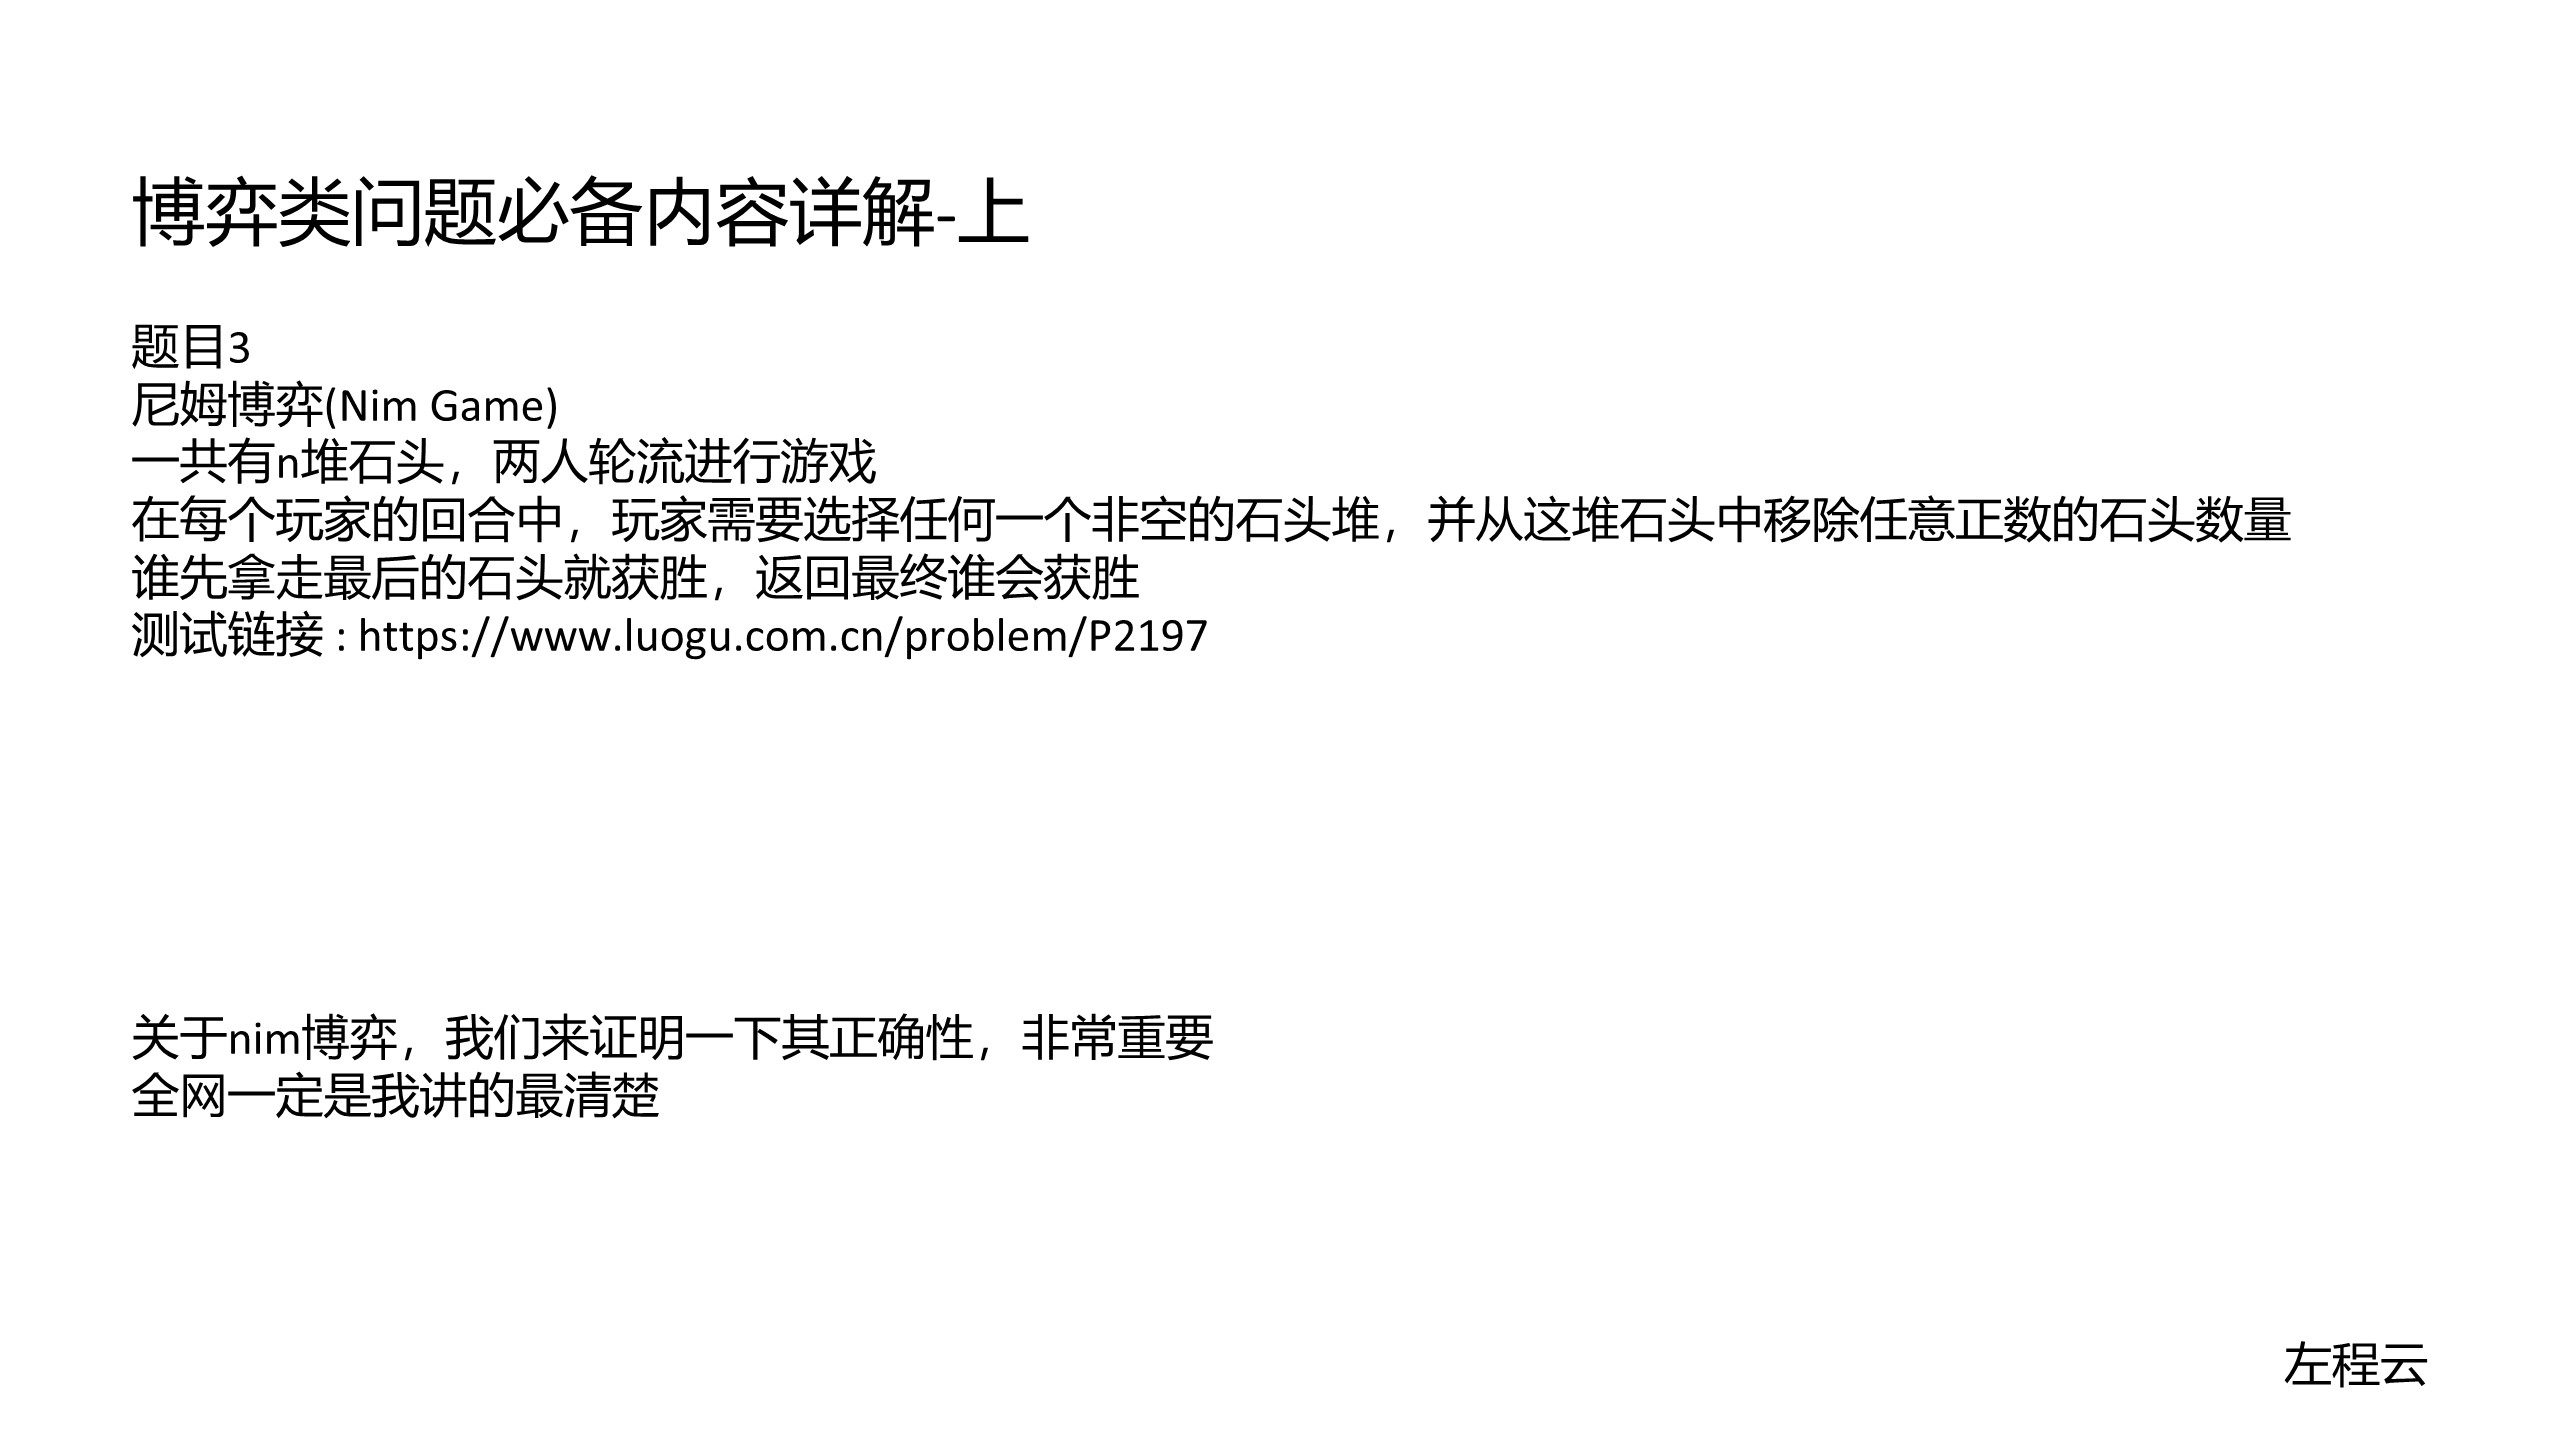 博弈类问题必备内容详解-上
题目3
尼姆博弈(Nim Game)
一共有n堆石头，两人轮流进行游戏
在每个玩家的回合中，玩家需要选择任何一个非空的石头堆，并从这堆石头中移除任意正数的石头数量
谁先拿走最后的石头就获胜，返回最终谁会获胜
测试链接 : https://www.luogu.com.cn/problem/P2197
关于nim博弈，我们来证明一下其正确性，非常重要
全网一定是我讲的最清楚
左程云